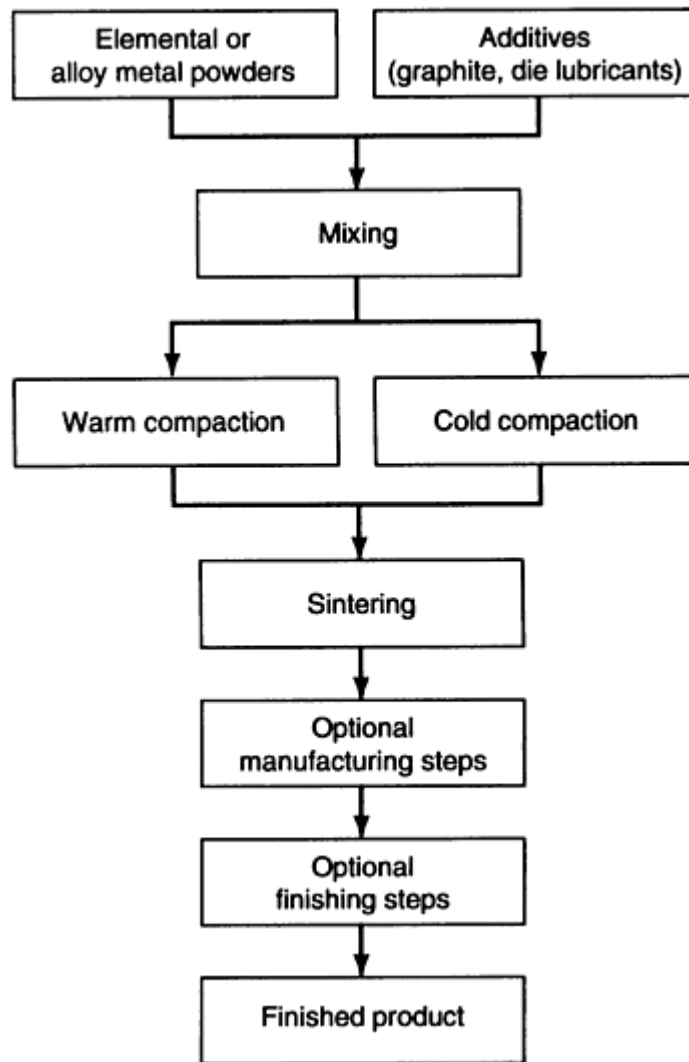 Elemental or
alloy metal powders
Additives
(graphite, die lubricants)
Mixing
Warm compaction
Cold compaction
Sintering
Optional
manufacturing steps
Optional
finishing steps
Finished product